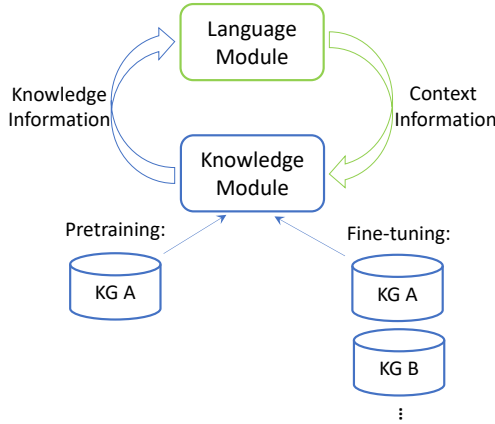 Language
Module
Knowledge
Information
Context
Information
Knowledge
Module
Pretraining:
Fine-tuning:
KG A
KG A
KG B
...